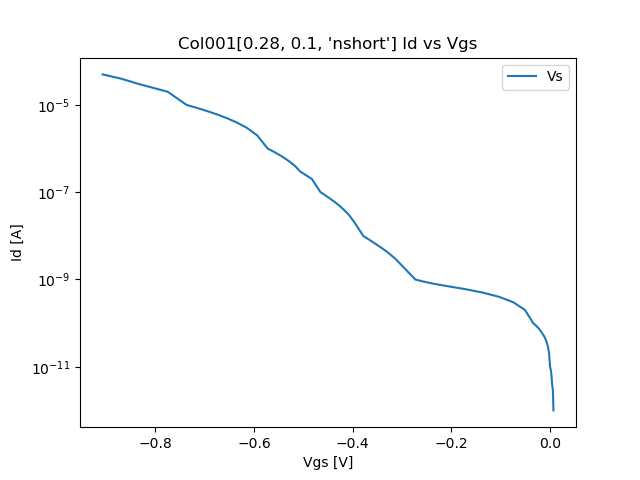 Col001[0.28, 0.1, 'nshort'] Id vs Vgs
Vs
10⁻⁵
10⁻⁷
10⁻⁹
10⁻¹¹
Id [A]
−0.8 −0.6 −0.4 −0.2 0.0
Vgs [V]